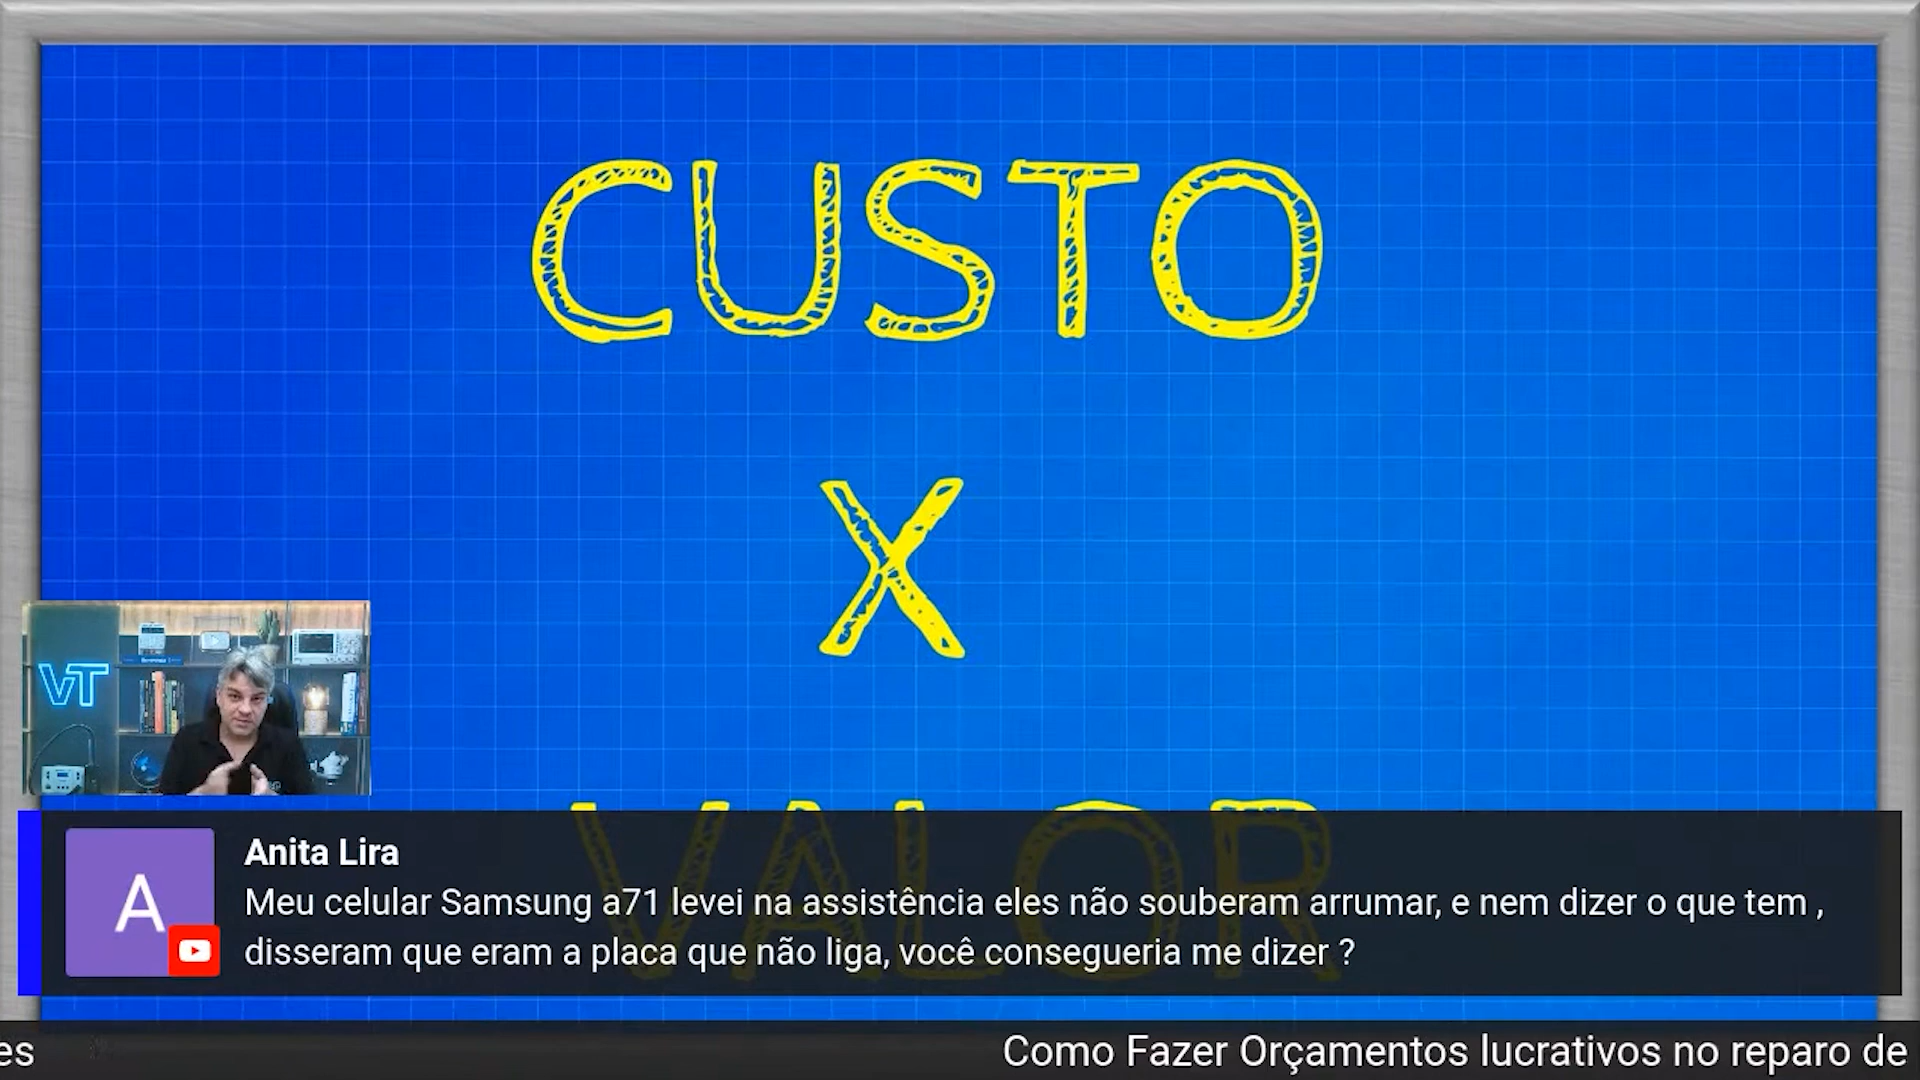 CUSTO
X
VALOR
VT
Anita Lira
A
Meu celular Samsung a71 levei na assistência eles não souberam arrumar, e nem dizer o que tem ,
disseram que eram a placa que não liga, você consegueria me dizer ?
es
Como Fazer Orçamentos lucrativos no reparo de